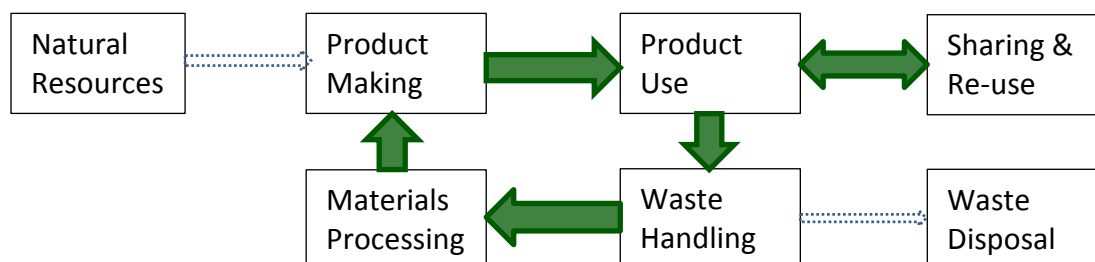 Natural
Resources
Product
Making
Product
Use
Sharing &
Re-use
Materials
Processing
Waste
Handling
Waste
Disposal